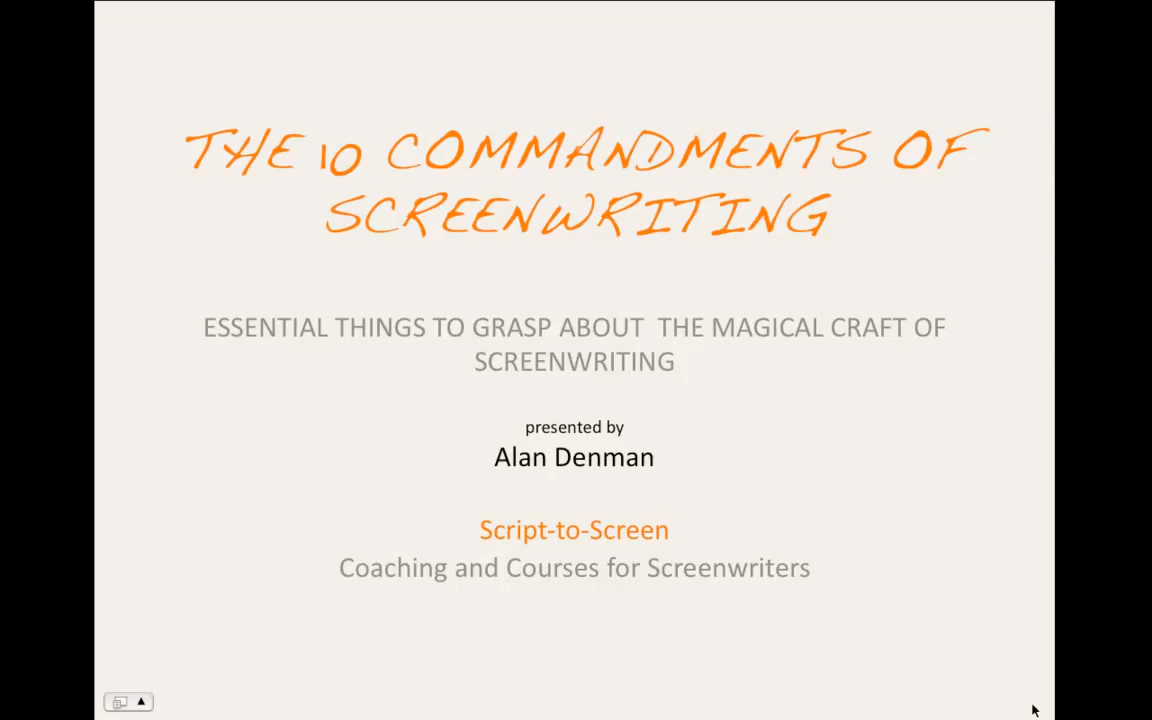 THE 10 COMMANDMENTS OF
SCREENWRITING
ESSENTIAL THINGS TO GRASP ABOUT  THE MAGICAL CRAFT OF
SCREENWRITING
presented by
Alan Denman
Script-to-Screen
Coaching and Courses for Screenwriters